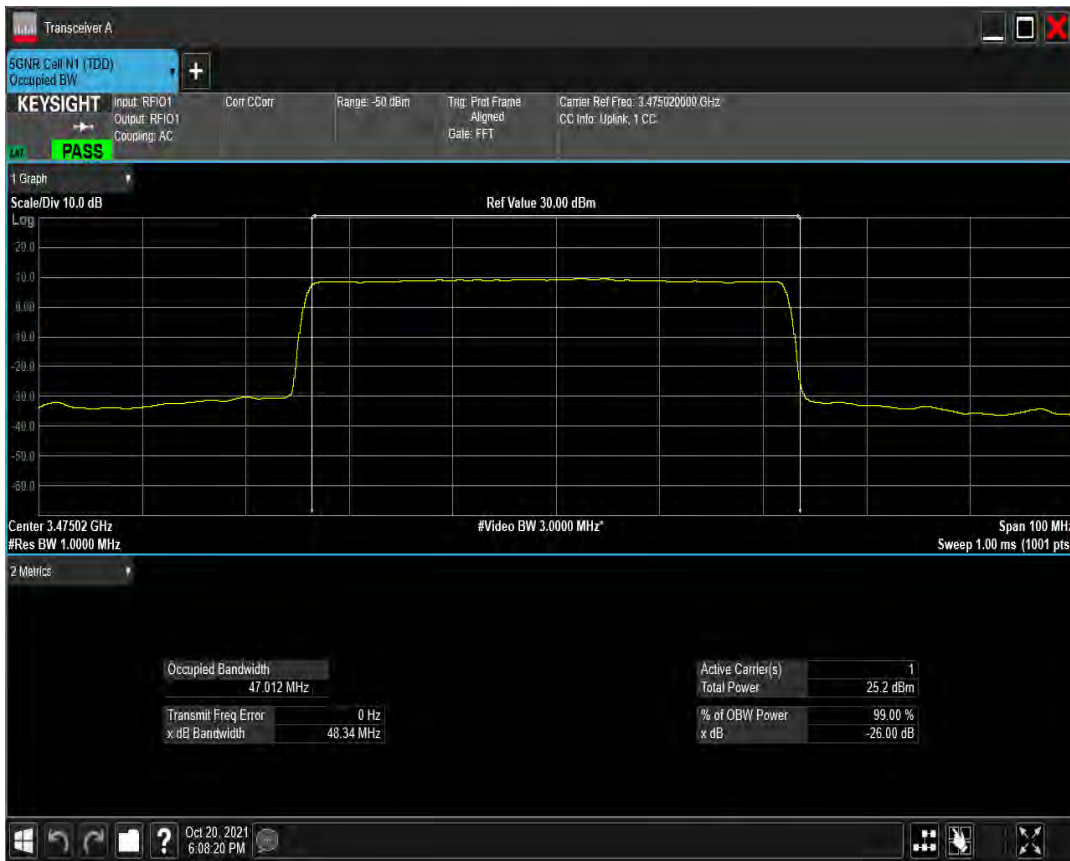 Transceiver A
5GNR Cell N1 (TDD)
Occupied BW
+
KEYSIGHT
Input: RFIO1
Output: RFIO1
Coupling: AC
Corr CCorr
Range: -50 dBm
Trig: Prot Frame
Aligned
Gate: FFT
Carrier Ref Freq: 3.475020000 GHz
CC Info: Uplink, 1 CC
PASS
1 Graph
Scale/Div 10.0 dB
Ref Value 30.00 dBm
Log
20.0
10.0
0.00
-10.0
-20.0
-30.0
-40.0
-50.0
-60.0
Center 3.47502 GHz
#Video BW 3.0000 MHz*
Span 100 MHz
#Res BW 1.0000 MHz
Sweep 1.00 ms (1001 pts
2 Metrics
Occupied Bandwidth
47.012 MHz
Active Carrier(s) 1
Total Power 25.2 dBm
Transmit Freq Error 0 Hz
x dB Bandwidth 48.34 MHz
% of OBW Power 99.00 %
x dB -26.00 dB
?
Oct 20, 2021
6:08:20 PM